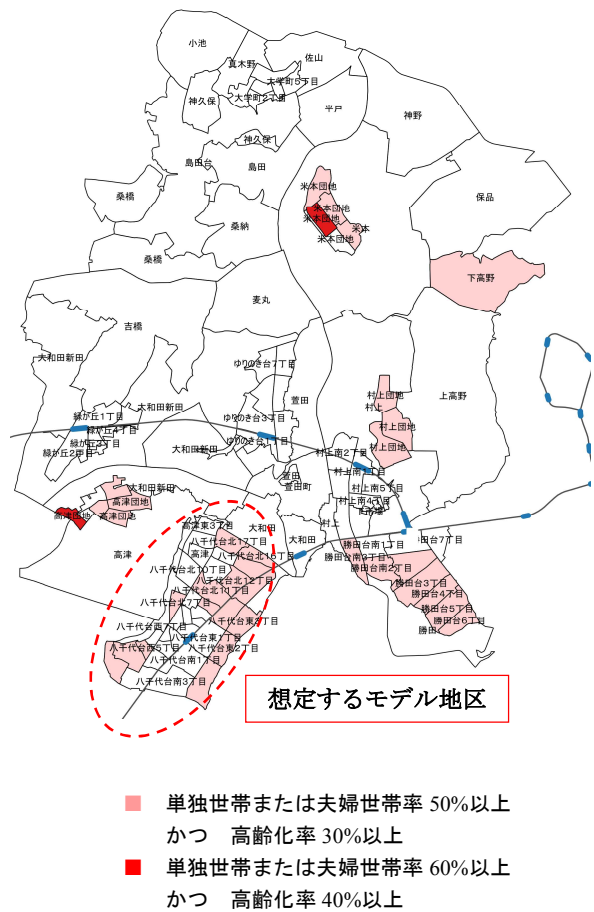 小池
佐山
真木野
大学町5丁目
大学町2丁目
神久保
半戸
神野
神久保
島田台
島田
桑橋
米本団地
米本団地
米本団地
米本
米本団地
保品
桑納
桑橋
下高野
麦丸
吉橋
大和田新田
ゆりのき台7丁目
萱田
村上団地
村上
上高野
大和田新田
緑が丘1丁目
ゆりのき台3丁目
村上団地
緑が丘4丁目
緑が丘3丁目
大和田新田
村上団地
緑が丘2丁目
村上南2丁目
村上南1丁目
萱田
萱田町
大和田新田
村上南5丁目
高津団地
村上南4丁目
高津団地
高津団地
高津東3丁目
大和田
村上
大和田
八千代台北17丁目
勝田台南1丁目
田台7丁目
高津
高津
八千代台北16丁目
勝田台南3丁目
八千代台北10丁目
勝田台南2丁目
八千代台北12丁目
勝田台3丁目
八千代台北11丁目
勝田台4丁目
八千代台北7丁目
勝田台5丁目
八千代台東3丁目
勝田台6丁目
八千代台西7丁目
勝田
八千代台東1丁目
八千代台西5丁目
八千代台東2丁目
八千代台南1丁目
八千代台南3丁目
想定するモデル地区
単独世帯または夫婦世帯率 50%以上
かつ 高齢化率 30%以上
単独世帯または夫婦世帯率 60%以上
かつ 高齢化率 40%以上